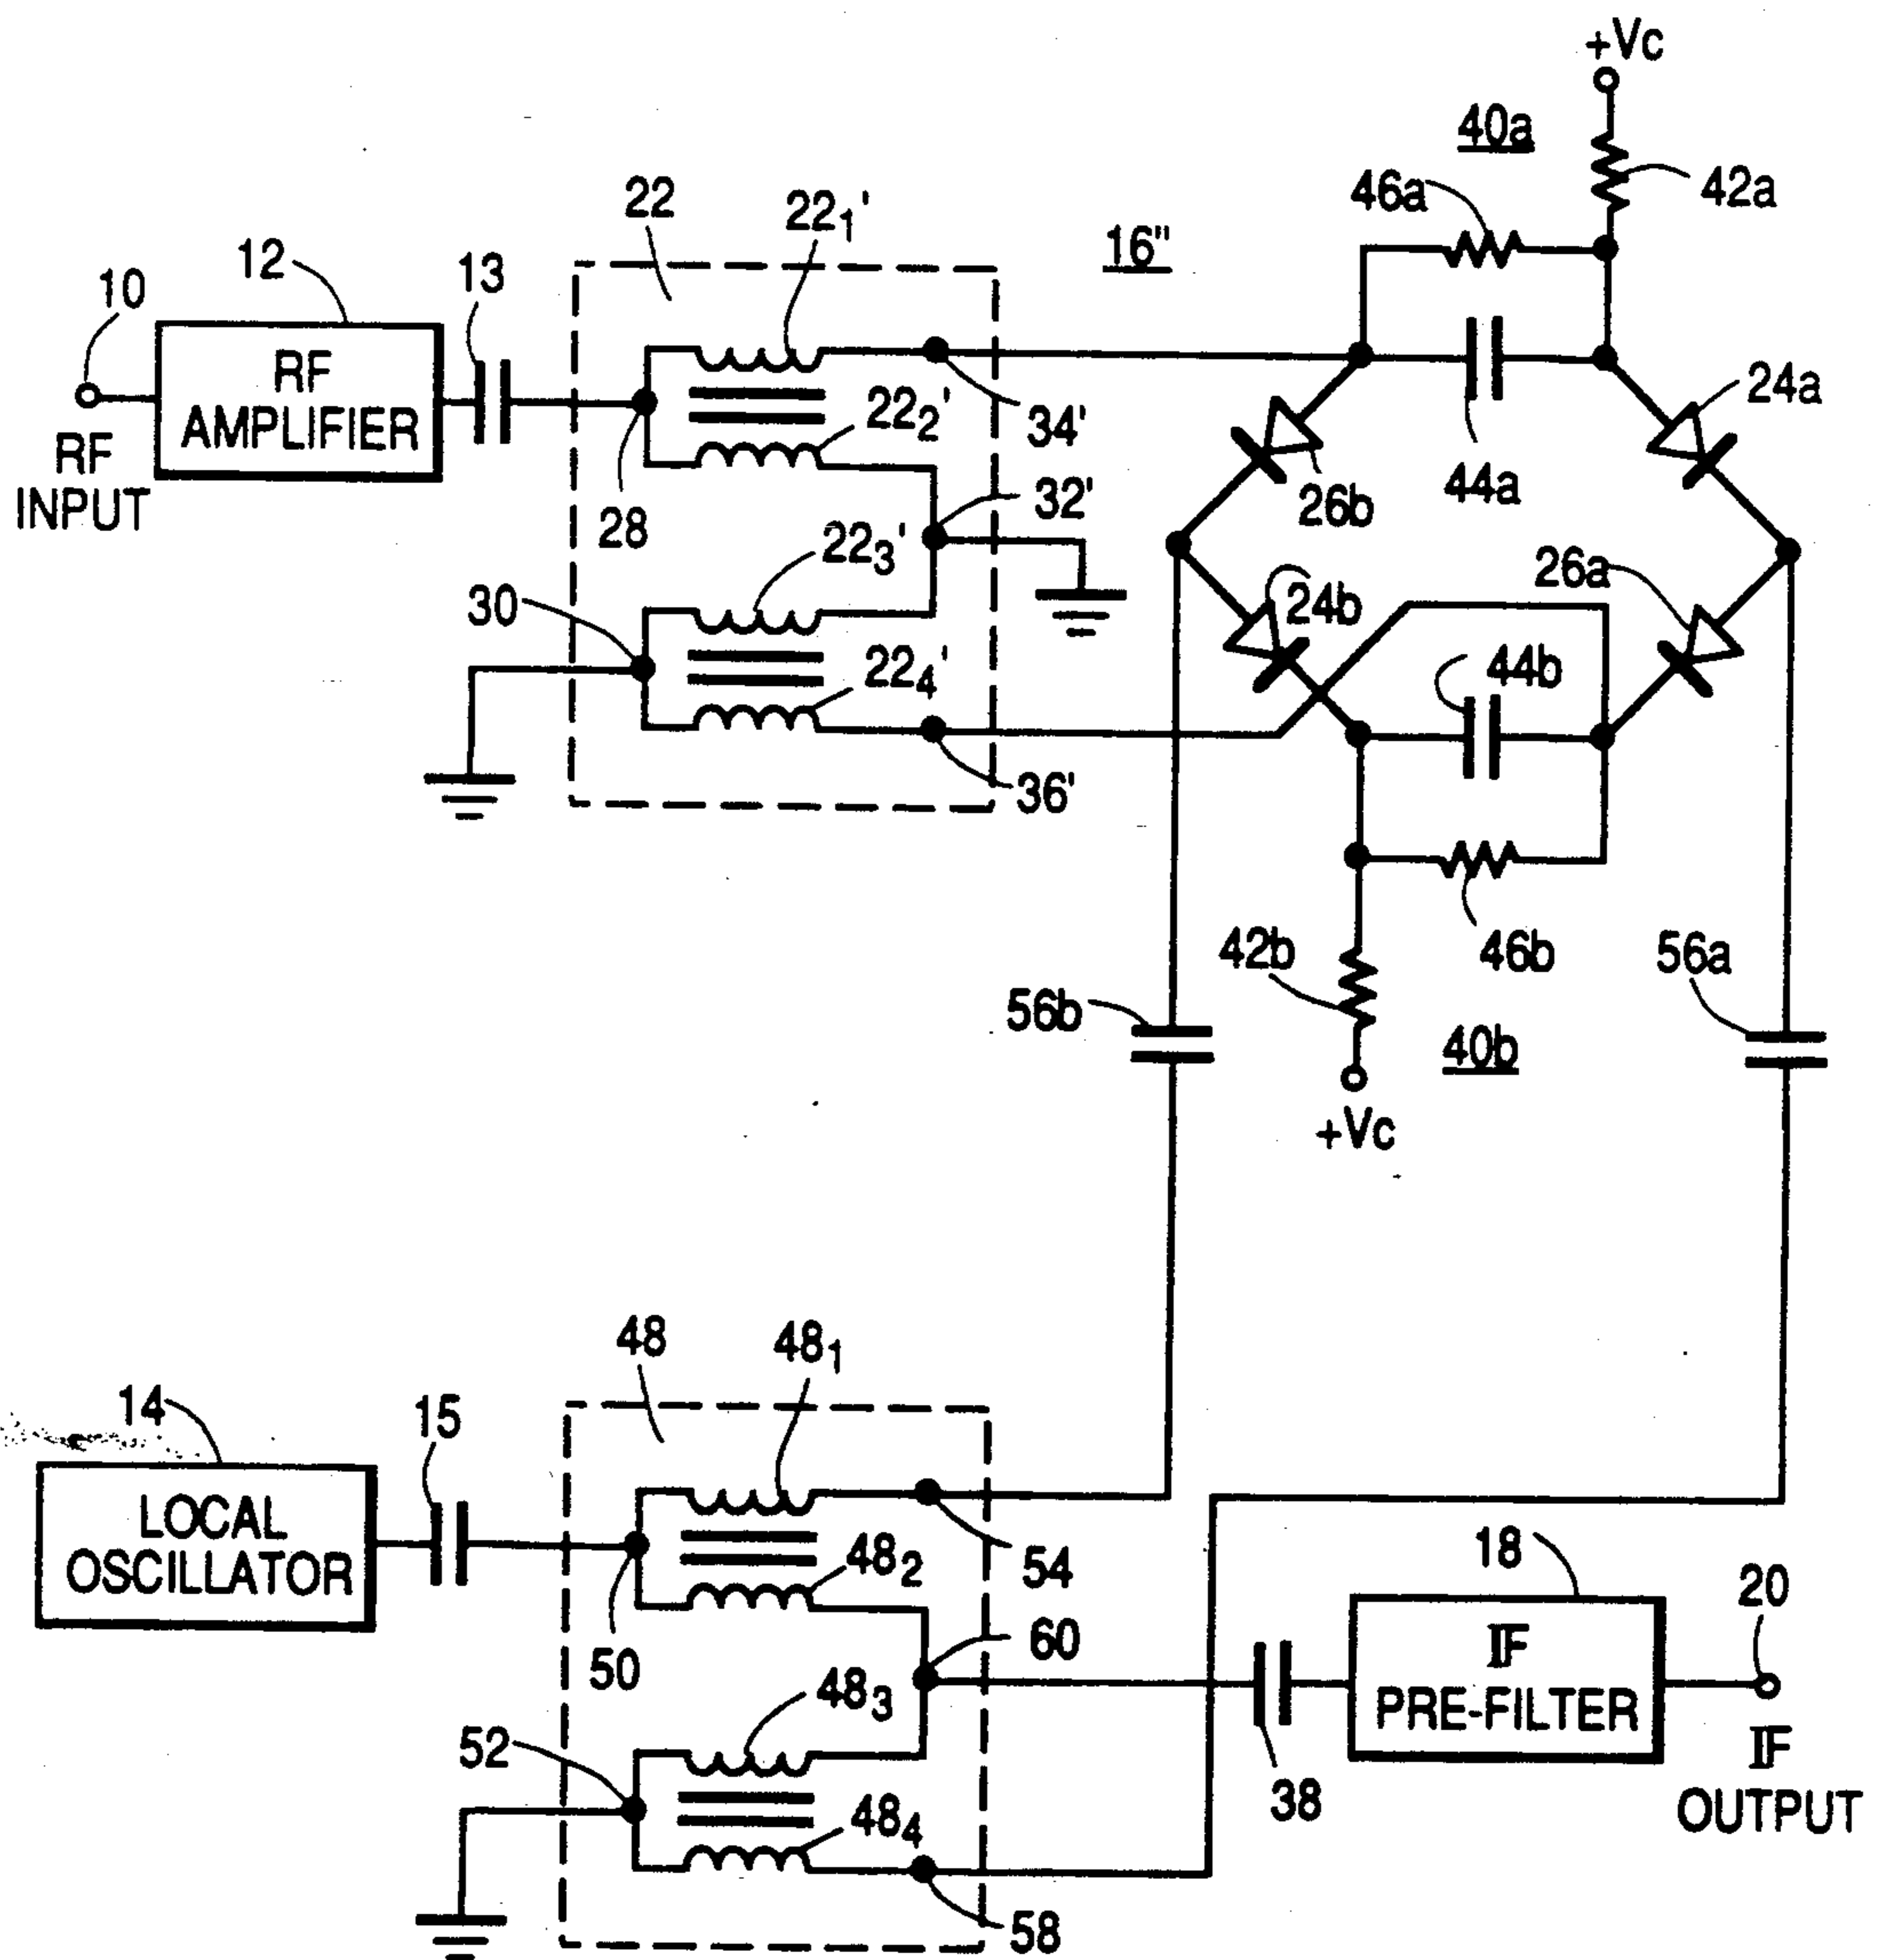 +Vc
40a
42a
46a
22
22₁'
16"
12
13
10
RF
AMPLIFIER
RF
INPUT
22₂'
34'
24a
44a
26b
28
32'
22₃'
30
24b
26a
22₄'
44b
36'
42b
46b
56a
56b
40b
+Vc
48
48₁
14
15
LOCAL
OSCILLATOR
48₂
54
18
20
50
60
IF
PRE-FILTER
48₃
52
38
IF
OUTPUT
48₄
58